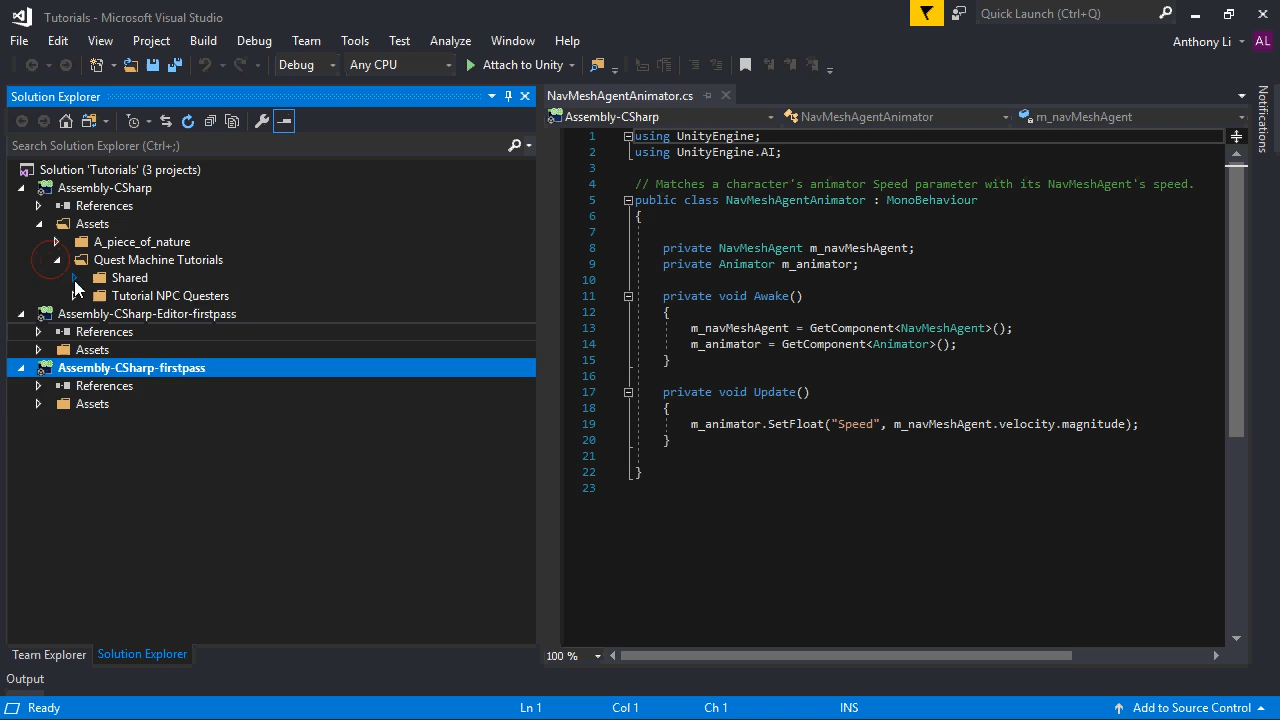 Tutorials - Microsoft Visual Studio
Quick Launch (Ctrl+Q)
File Edit View Project Build Debug Team Tools Test Analyze Window Help
Anthony Li AL
Debug Any CPU Attach to Unity
Solution Explorer
Search Solution Explorer (Ctrl+;)
Solution 'Tutorials' (3 projects)
Assembly-CSharp
References
Assets
A_piece_of_nature
Quest Machine Tutorials
Shared
Tutorial NPC Questers
Assembly-CSharp-Editor-firstpass
References
Assets
Assembly-CSharp-firstpass
References
Assets
Team Explorer Solution Explorer
NavMeshAgentAnimator.cs
Assembly-CSharp NavMeshAgentAnimator m_navMeshAgent
1 using UnityEngine;
2 using UnityEngine.AI;
3
4 // Matches a character's animator Speed parameter with its NavMeshAgent's speed.
5 public class NavMeshAgentAnimator : MonoBehaviour
6 {
7
8 private NavMeshAgent m_navMeshAgent;
9 private Animator m_animator;
10
11 private void Awake()
12 {
13 m_navMeshAgent = GetComponent<NavMeshAgent>();
14 m_animator = GetComponent<Animator>();
15 }
16
17 private void Update()
18 {
19 m_animator.SetFloat("Speed", m_navMeshAgent.velocity.magnitude);
20 }
21
22 }
23
100 %
Notifications
Output
Ready Ln 1 Col 1 Ch 1 INS Add to Source Control